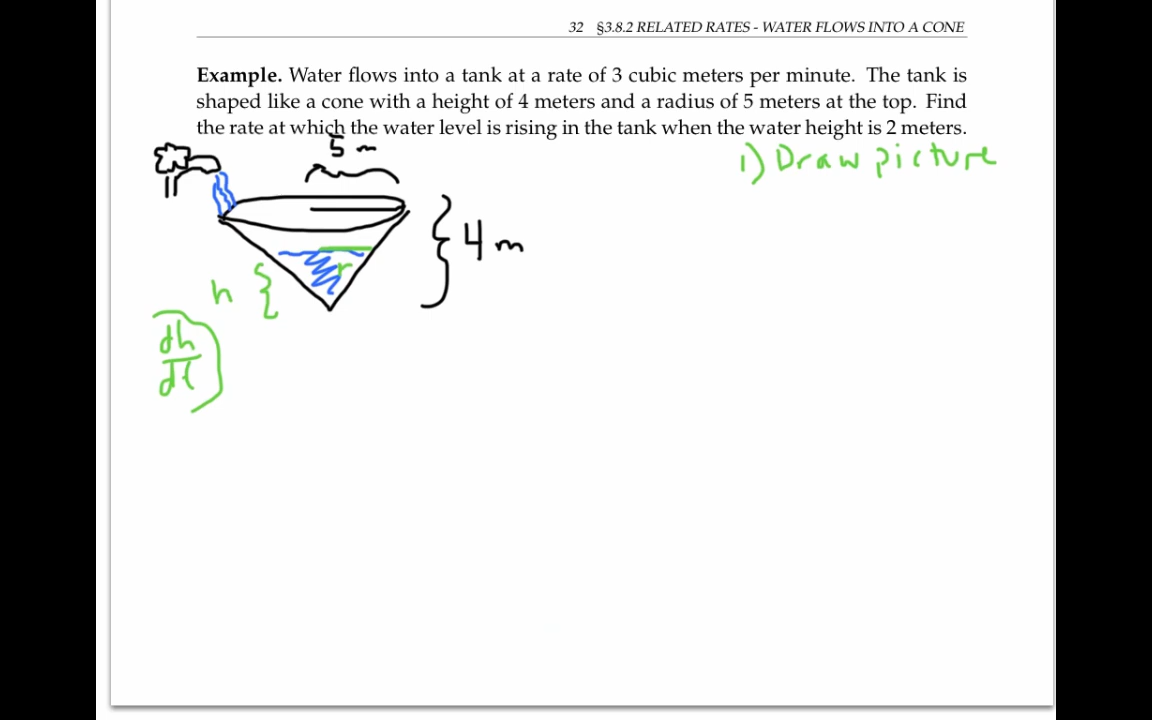 32 §3.8.2 RELATED RATES - WATER FLOWS INTO A CONE
Example. Water flows into a tank at a rate of 3 cubic meters per minute. The tank is
shaped like a cone with a height of 4 meters and a radius of 5 meters at the top. Find
the rate at which the water level is rising in the tank when the water height is 2 meters.
1) Draw picture
5 m
4 m
r
h
dh
dt